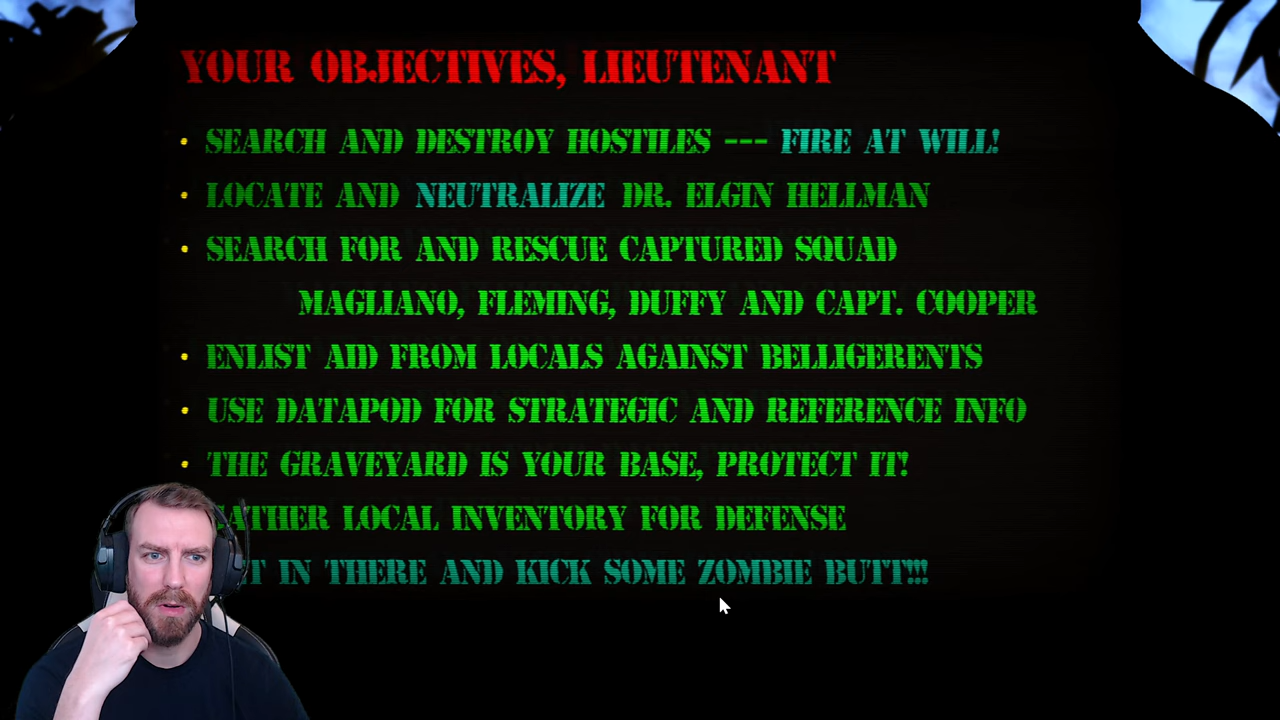 YOUR OBJECTIVES, LIEUTENANT
• SEARCH AND DESTROY HOSTILES --- FIRE AT WILL!
• LOCATE AND NEUTRALIZE DR. ELGIN HELLMAN
• SEARCH FOR AND RESCUE CAPTURED SQUAD
MAGLIANO, FLEMING, DUFFY AND CAPT. COOPER
• ENLIST AID FROM LOCALS AGAINST BELLIGERENTS
• USE DATAPOD FOR STRATEGIC AND REFERENCE INFO
• THE GRAVEYARD IS YOUR BASE, PROTECT IT!
LOCAL INVENTORY FOR DEFENSE
IN THERE AND KICK SOME ZOMBIE BUTT!!!